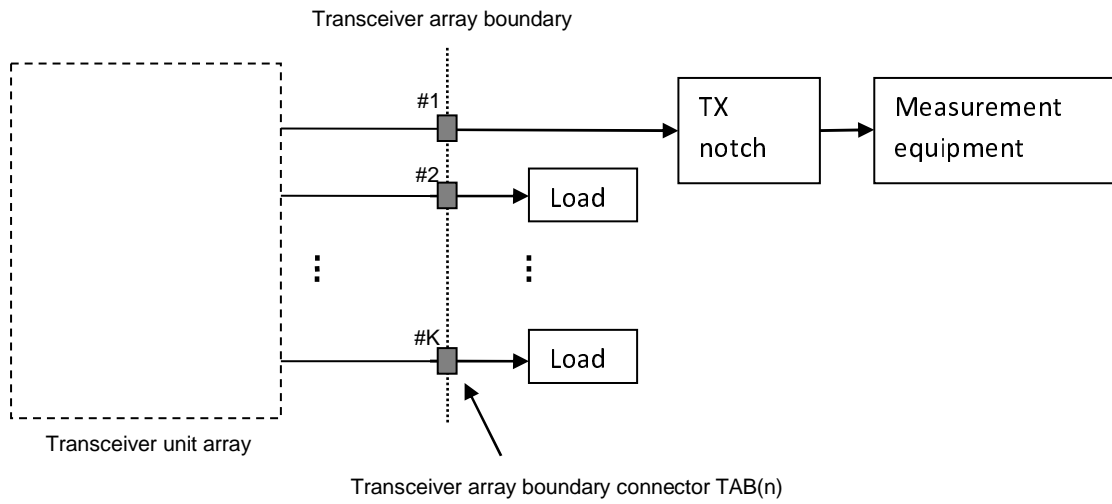 Transceiver array boundary
#1
TX
notch
Measurement
equipment
#2
Load
#K
Load
Transceiver unit array
Transceiver array boundary connector TAB(n)